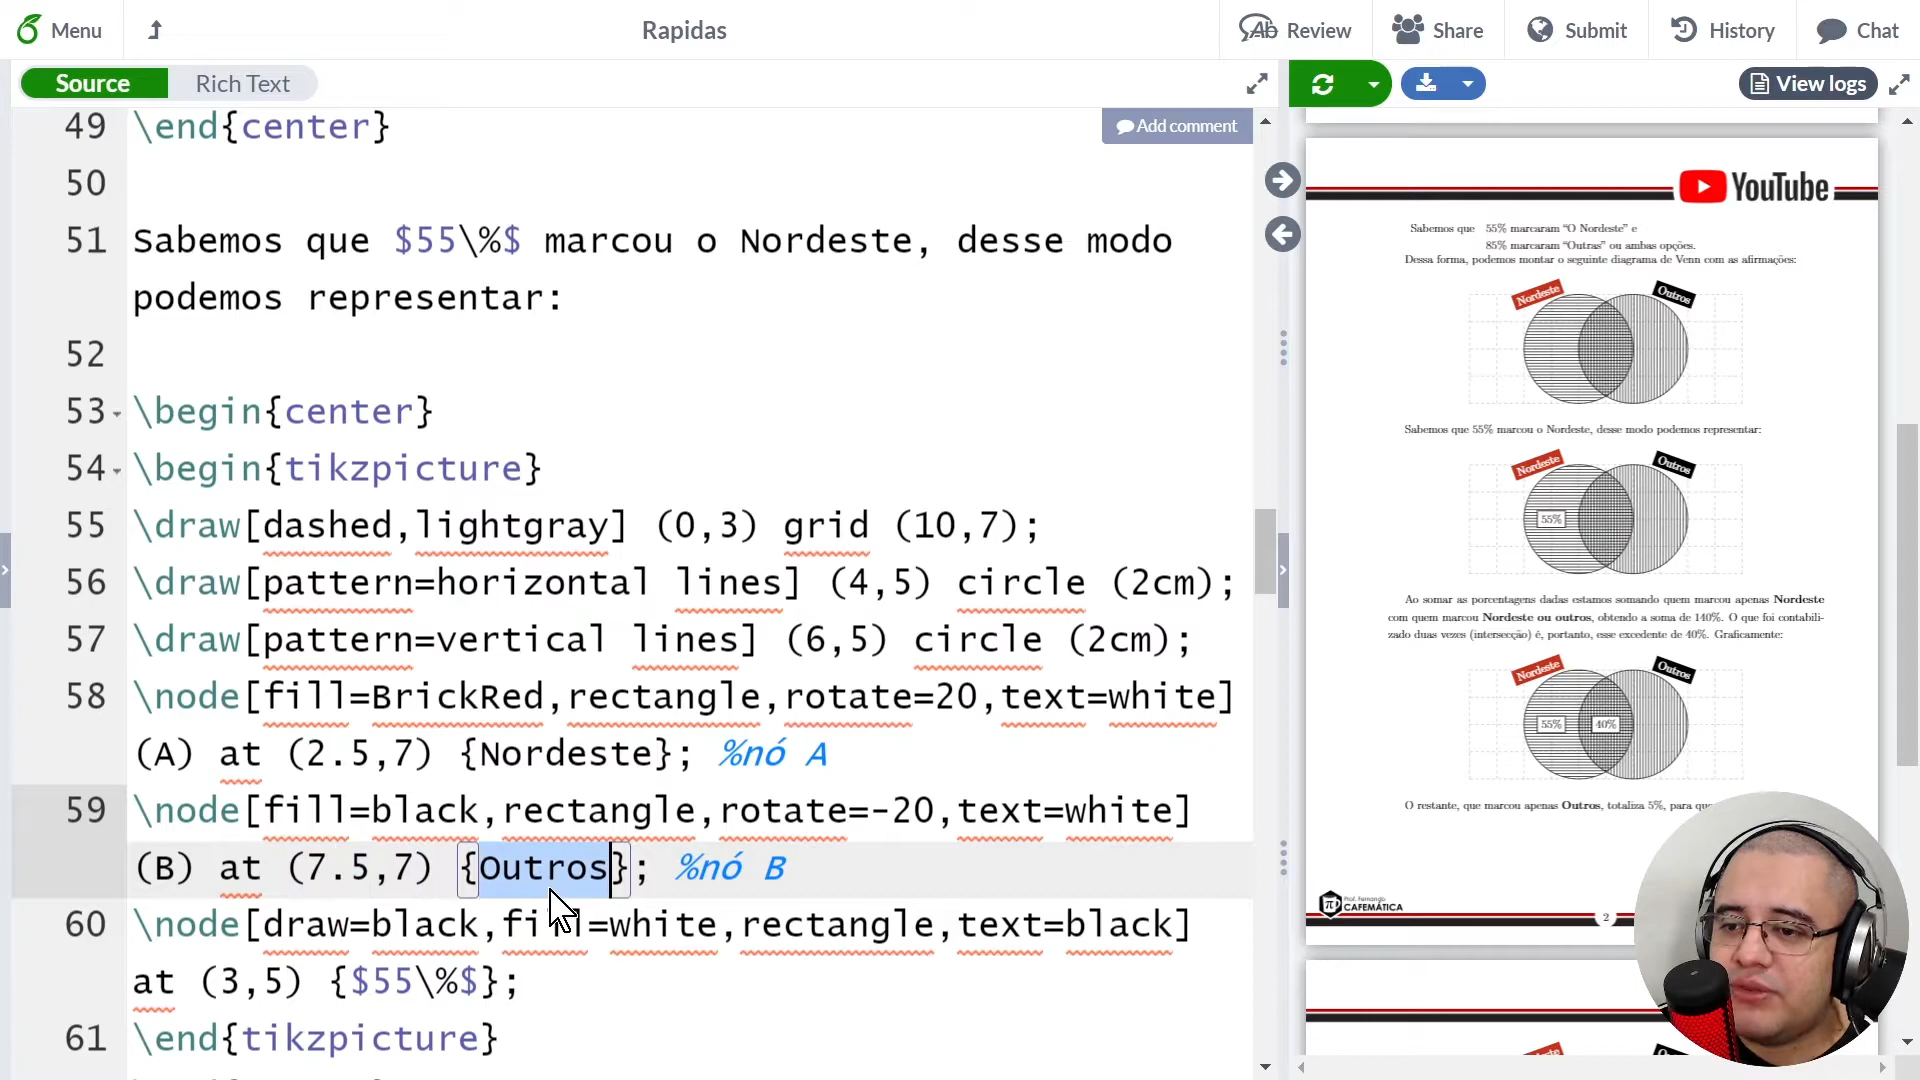 Menu
Rapidas
Review
Share
Submit
History
Chat
Source
Rich Text
View logs
Add comment
49 \end{center}
50
51 Sabemos que $55\%$ marcou o Nordeste, desse modo
podemos representar:
52
53 \begin{center}
54 \begin{tikzpicture}
55 \draw[dashed,lightgray] (0,3) grid (10,7);
56 \draw[pattern=horizontal lines] (4,5) circle (2cm);
57 \draw[pattern=vertical lines] (6,5) circle (2cm);
58 \node[fill=BrickRed,rectangle,rotate=20,text=white]
(A) at (2.5,7) {Nordeste}; %nó A
59 \node[fill=black,rectangle,rotate=-20,text=white]
(B) at (7.5,7) {Outros}; %nó B
60 \node[draw=black,fill=white,rectangle,text=black]
at (3,5) {$55\%$};
61 \end{tikzpicture}
YouTube
Sabemos que 55% marcaram “O Nordeste” e
85% marcaram “Outras” ou ambas opções.
Dessa forma, podemos montar o seguinte diagrama de Venn com as afirmações:
Nordeste
Outros
Sabemos que 55% marcou o Nordeste, desse modo podemos representar:
Nordeste
Outros
55%
Ao somar as porcentagens dadas estamos somando quem marcou apenas Nordeste
com quem marcou Nordeste ou outros, obtendo a soma de 140%. O que foi contabili-
zado duas vezes (intersecção) é, portanto, esse excedente de 40%. Graficamente:
Nordeste
Outros
55%
40%
O restante, que marcou apenas Outros, totaliza 5%, para
Prof. Fernando
CAFEMÁTICA
2